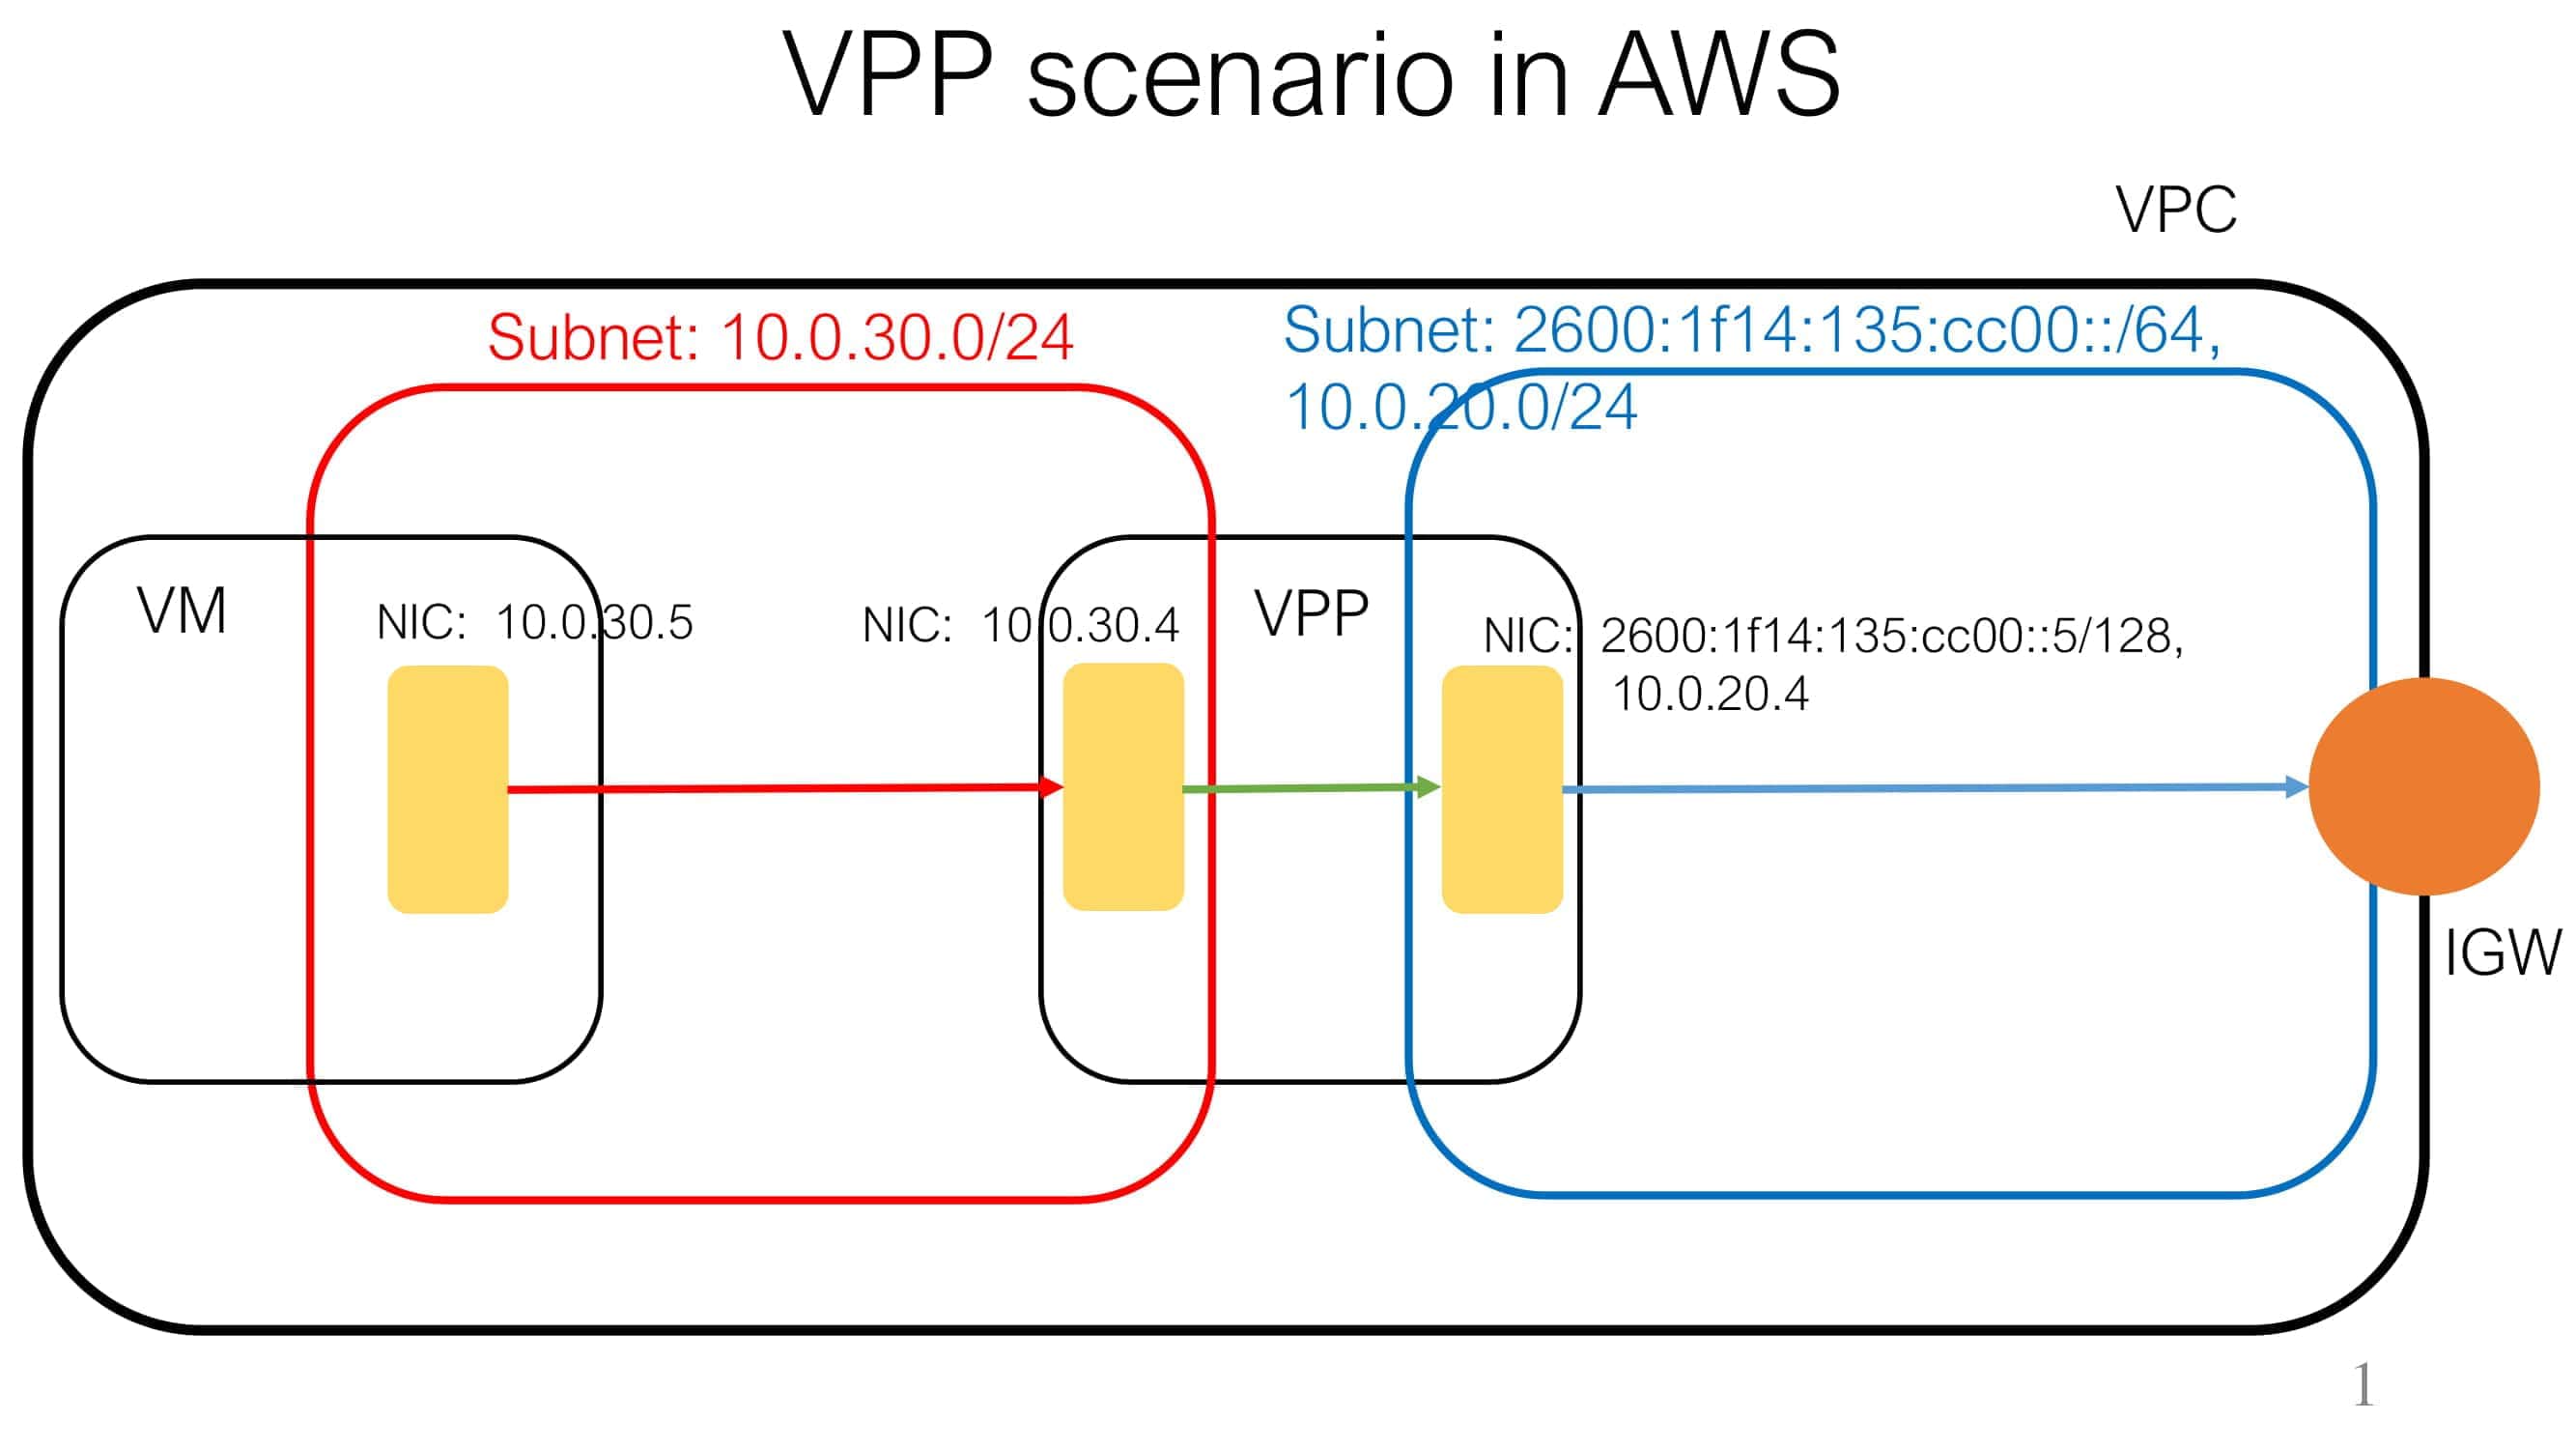 VPP scenario in AWS
VPC
Subnet: 10.0.30.0/24
Subnet: 2600:1f14:135:cc00::/64,
10.0.20.0/24
VM
NIC: 10.0.30.5
NIC: 10.0.30.4
VPP
NIC: 2600:1f14:135:cc00::5/128,
10.0.20.4
IGW
1